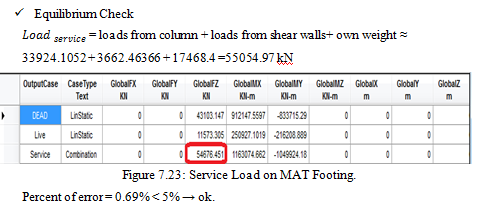 ✓ Equilibrium Check
Load service = loads from column + loads from shear walls+ own weight ≈
33924.1052+3662.46366+17468.4=55054.97 kN
OutputCase CaseType GlobalFX GlobalFY GlobalFZ GlobalMX GlobalMY GlobalMZ GlobalX GlobalY GlobalZ
Text KN KN KN KN-m KN-m KN-m m m m
DEAD LinStatic 0 0 43103.147 912147.5597 -833715.29 0 0 0 0
Live LinStatic 0 0 11573.305 250927.1019 -216208.889 0 0 0 0
Service Combination 0 0 54676.451 1163074.662 -1049924.18 0 0 0 0
Figure 7.23: Service Load on MAT Footing.
Percent of error= 0.69% < 5% → ok.